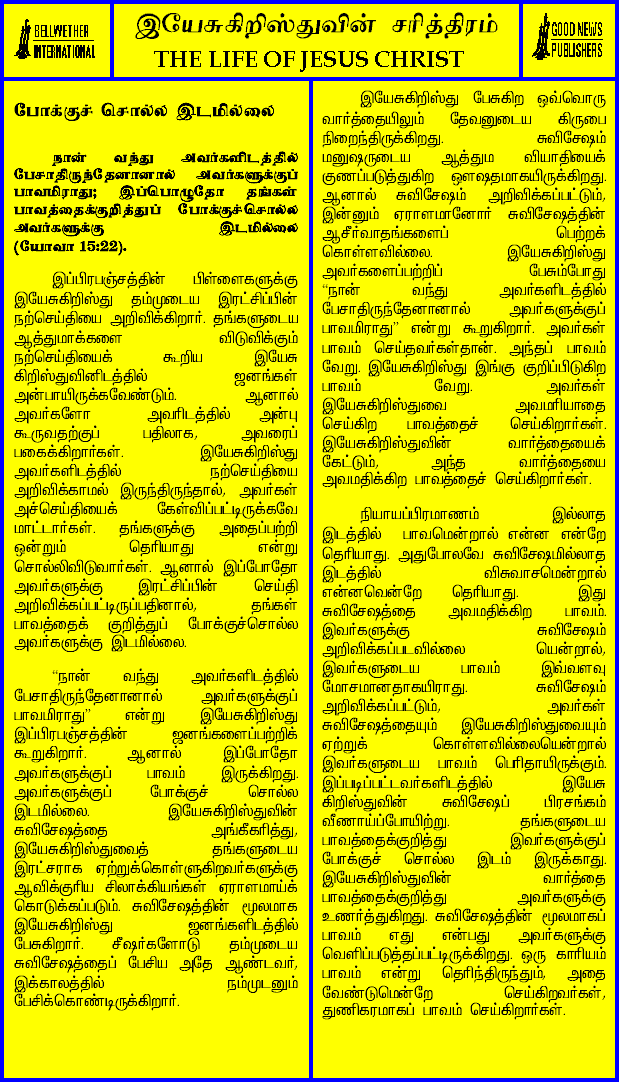 BELLWETHER
INTERNATIONAL
இயேசுகிறிஸ்துவின் சரித்திரம்
THE LIFE OF JESUS CHRIST
GOOD NEWS
PUBLISHERS
போக்குச் சொல்ல இடமில்லை
நான் வந்து அவர்களிடத்தில்
பேசாதிருந்தேனானால் அவர்களுக்குப்
பாவமிராது; இப்பொழுதோ தங்கள்
பாவத்தைக்குறித்துப் போக்குச்சொல்ல
அவர்களுக்கு இடமில்லை
(யோவா 15:22).
இப்பிரபஞ்சத்தின் பிள்ளைகளுக்கு
இயேசுகிறிஸ்து தம்முடைய இரட்சிப்பின்
நற்செய்தியை அறிவிக்கிறார். தங்களுடைய
ஆத்துமாக்களை விடுவிக்கும்
நற்செய்தியைக் கூறிய இயேசு
கிறிஸ்துவினிடத்தில் ஜனங்கள்
அன்பாயிருக்கவேண்டும். ஆனால்
அவர்களோ அவரிடத்தில் அன்பு
கூருவதற்குப் பதிலாக, அவரைப்
பகைக்கிறார்கள். இயேசுகிறிஸ்து
அவர்களிடத்தில் நற்செய்தியை
அறிவிக்காமல் இருந்திருந்தால், அவர்கள்
அச்செய்தியைக் கேள்விப்பட்டிருக்கவே
மாட்டார்கள். தங்களுக்கு அதைப்பற்றி
ஒன்றும் தெரியாது என்று
சொல்லிவிடுவார்கள். ஆனால் இப்போதோ
அவர்களுக்கு இரட்சிப்பின் செய்தி
அறிவிக்கப்பட்டிருப்பதினால், தங்கள்
பாவத்தைக் குறித்துப் போக்குச்சொல்ல
அவர்களுக்கு இடமில்லை.
“நான் வந்து அவர்களிடத்தில்
பேசாதிருந்தேனானால் அவர்களுக்குப்
பாவமிராது” என்று இயேசுகிறிஸ்து
இப்பிரபஞ்சத்தின் ஜனங்களைப்பற்றிக்
கூறுகிறார். ஆனால் இப்போதோ
அவர்களுக்குப் பாவம் இருக்கிறது.
அவர்களுக்குப் போக்குச் சொல்ல
இடமில்லை. இயேசுகிறிஸ்துவின்
சுவிசேஷத்தை அங்கீகரித்து,
இயேசுகிறிஸ்துவைத் தங்களுடைய
இரட்சராக ஏற்றுக்கொள்ளுகிறவர்களுக்கு
ஆவிக்குரிய சிலாக்கியங்கள் ஏராளமாய்க்
கொடுக்கப்படும். சுவிசேஷத்தின் மூலமாக
இயேசுகிறிஸ்து ஜனங்களிடத்தில்
பேசுகிறார். சீஷர்களோடு தம்முடைய
சுவிசேஷத்தைப் பேசிய அதே ஆண்டவர்,
இக்காலத்தில் நம்முடனும்
பேசிக்கொண்டிருக்கிறார்.
இயேசுகிறிஸ்து பேசுகிற ஒவ்வொரு
வார்த்தையிலும் தேவனுடைய கிருபை
நிறைந்திருக்கிறது. சுவிசேஷம்
மனுஷருடைய ஆத்தும வியாதியைக்
குணப்படுத்துகிற ஔஷதமாகயிருக்கிறது.
ஆனால் சுவிசேஷம் அறிவிக்கப்பட்டும்,
இன்னும் ஏராளமானோர் சுவிசேஷத்தின்
ஆசீர்வாதங்களைப் பெற்றுக்
கொள்ளவில்லை. இயேசுகிறிஸ்து
அவர்களைப்பற்றிப் பேசும்போது
“நான் வந்து அவர்களிடத்தில்
பேசாதிருந்தேனானால் அவர்களுக்குப்
பாவமிராது” என்று கூறுகிறார். அவர்கள்
பாவம் செய்தவர்கள்தான். அந்தப் பாவம்
வேறு. இயேசுகிறிஸ்து இங்கு குறிப்பிடுகிற
பாவம் வேறு. அவர்கள்
இயேசுகிறிஸ்துவை அவமரியாதை
செய்கிற பாவத்தைச் செய்கிறார்கள்.
இயேசுகிறிஸ்துவின் வார்த்தையைக்
கேட்டும், அந்த வார்த்தையை
அவமதிக்கிற பாவத்தைச் செய்கிறார்கள்.
நியாயப்பிரமாணம் இல்லாத
இடத்தில் பாவமென்றால் என்ன என்றே
தெரியாது. அதுபோலவே சுவிசேஷமில்லாத
இடத்தில் விசுவாசமென்றால்
என்னவென்றே தெரியாது. இது
சுவிசேஷத்தை அவமதிக்கிற பாவம்.
இவர்களுக்கு சுவிசேஷம்
அறிவிக்கப்படவில்லை யென்றால்,
இவர்களுடைய பாவம் இவ்வளவு
மோசமானதாகயிராது. சுவிசேஷம்
அறிவிக்கப்பட்டும், அவர்கள்
சுவிசேஷத்தையும் இயேசுகிறிஸ்துவையும்
ஏற்றுக் கொள்ளவில்லையென்றால்
இவர்களுடைய பாவம் பெரிதாயிருக்கும்.
இப்படிப்பட்டவர்களிடத்தில் இயேசு
கிறிஸ்துவின் சுவிசேஷப் பிரசங்கம்
வீணாய்ப்போயிற்று. தங்களுடைய
பாவத்தைக்குறித்து இவர்களுக்குப்
போக்குச் சொல்ல இடம் இருக்காது.
இயேசுகிறிஸ்துவின் வார்த்தை
பாவத்தைக்குறித்து அவர்களுக்கு
உணர்த்துகிறது. சுவிசேஷத்தின் மூலமாகப்
பாவம் எது என்பது அவர்களுக்கு
வெளிப்படுத்தப்பட்டிருக்கிறது. ஒரு காரியம்
பாவம் என்று தெரிந்திருந்தும், அதை
வேண்டுமென்றே செய்கிறவர்கள்,
துணிகரமாகப் பாவம் செய்கிறார்கள்.